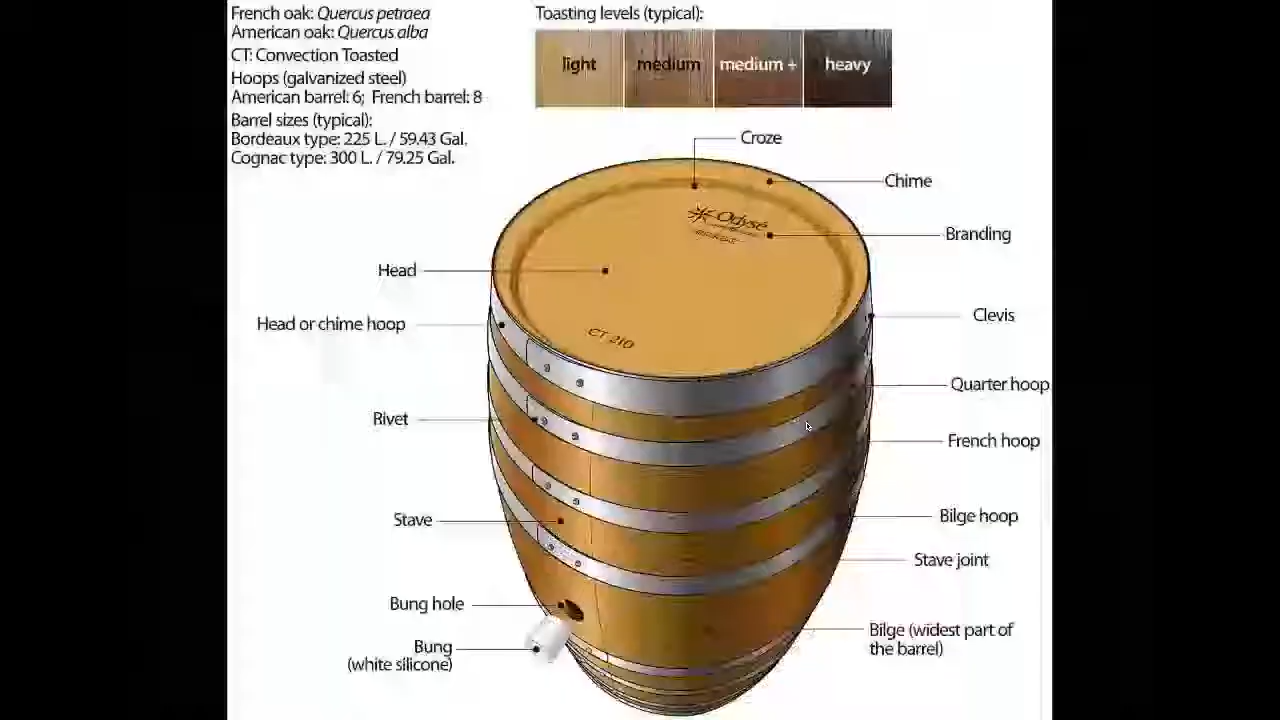 French oak: Quercus petraea
American oak: Quercus alba
CT: Convection Toasted
Hoops (galvanized steel)
American barrel: 6; French barrel: 8
Barrel sizes (typical):
Bordeaux type: 225 L. / 59.43 Gal.
Cognac type: 300 L. / 79.25 Gal.
Toasting levels (typical):
light
medium
medium +
heavy
Croze
Chime
Odysé
Branding
Head
Clevis
Head or chime hoop
CT 210
Quarter hoop
Rivet
French hoop
Stave
Bilge hoop
Stave joint
Bung hole
Bilge (widest part of
the barrel)
Bung
(white silicone)